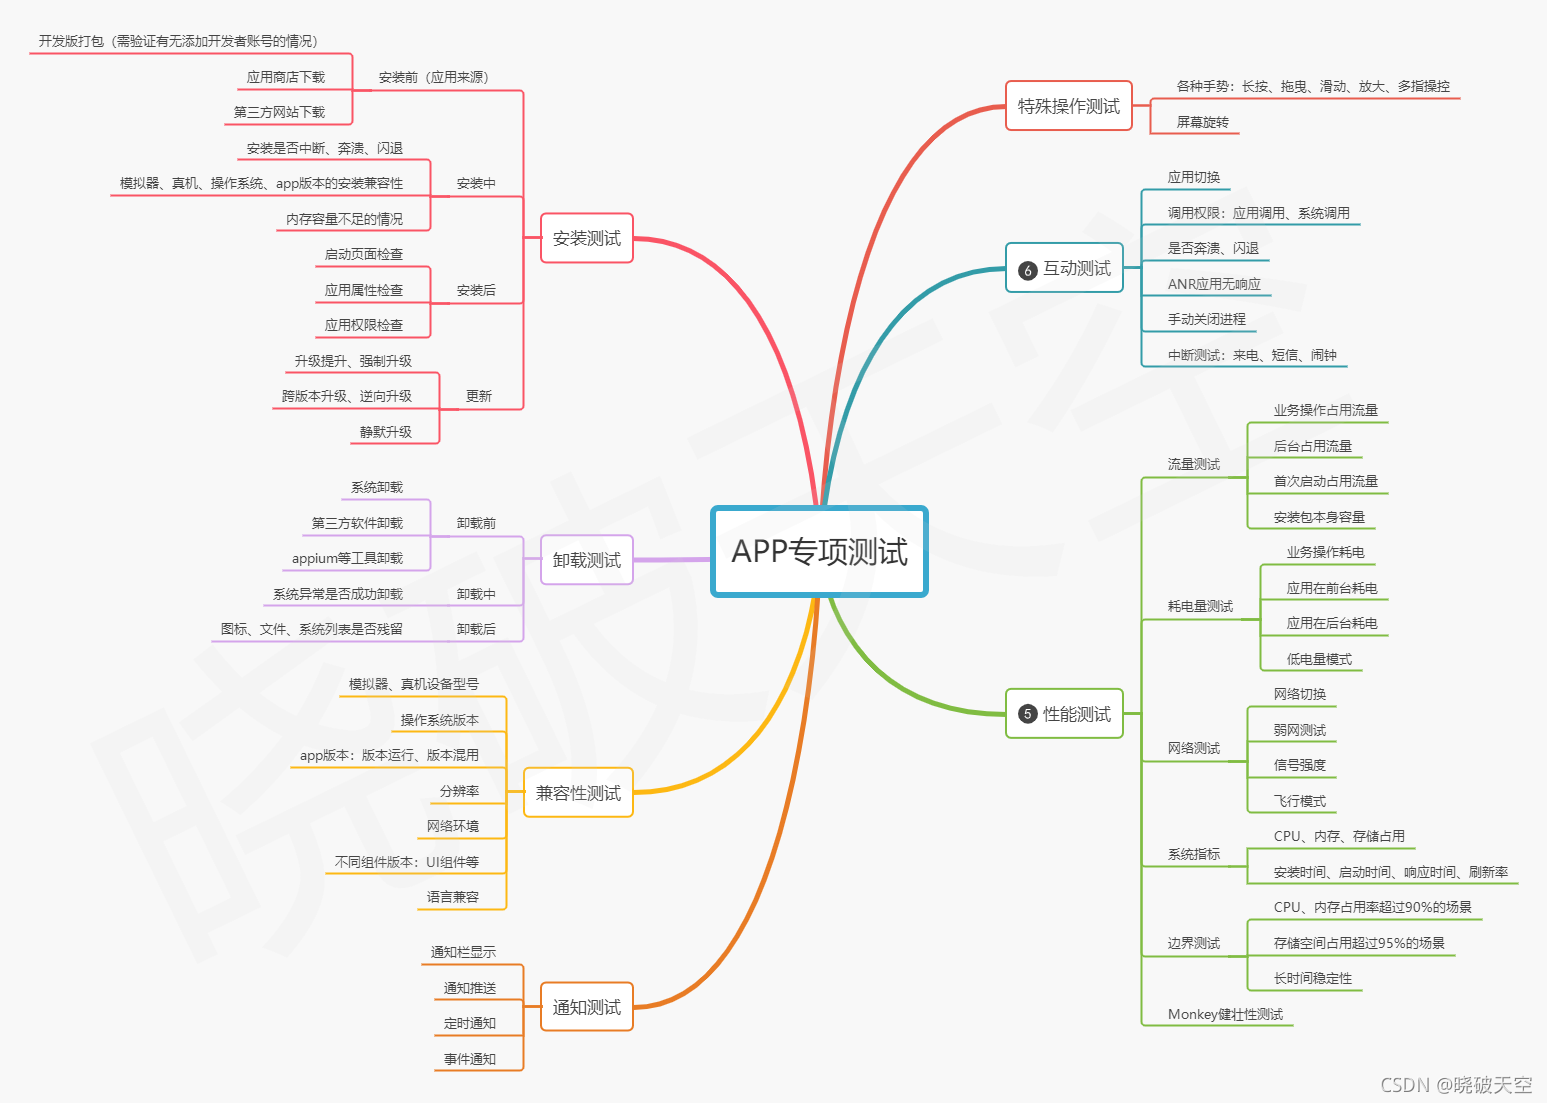 APP专项测试
安装测试
安装前（应用来源）
开发版打包（需验证有无添加开发者账号的情况）
应用商店下载
第三方网站下载
安装中
安装是否中断、奔溃、闪退
模拟器、真机、操作系统、app版本的安装兼容性
内存容量不足的情况
安装后
启动页面检查
应用属性检查
应用权限检查
更新
升级提升、强制升级
跨版本升级、逆向升级
静默升级
卸载测试
卸载前
系统卸载
第三方软件卸载
appium等工具卸载
卸载中
系统异常是否成功卸载
卸载后
图标、文件、系统列表是否残留
兼容性测试
模拟器、真机设备型号
操作系统版本
app版本：版本运行、版本混用
分辨率
网络环境
不同组件版本：UI组件等
语言兼容
通知测试
通知栏显示
通知推送
定时通知
事件通知
特殊操作测试
各种手势：长按、拖曳、滑动、放大、多指操控
屏幕旋转
6 互动测试
应用切换
调用权限：应用调用、系统调用
是否奔溃、闪退
ANR应用无响应
手动关闭进程
中断测试：来电、短信、闹钟
5 性能测试
流量测试
业务操作占用流量
后台占用流量
首次启动占用流量
安装包本身容量
耗电量测试
业务操作耗电
应用在前台耗电
应用在后台耗电
低电量模式
网络测试
网络切换
弱网测试
信号强度
飞行模式
系统指标
CPU、内存、存储占用
安装时间、启动时间、响应时间、刷新率
边界测试
CPU、内存占用率超过90%的场景
存储空间占用超过95%的场景
长时间稳定性
Monkey健壮性测试
晓破天空
CSDN @晓破天空